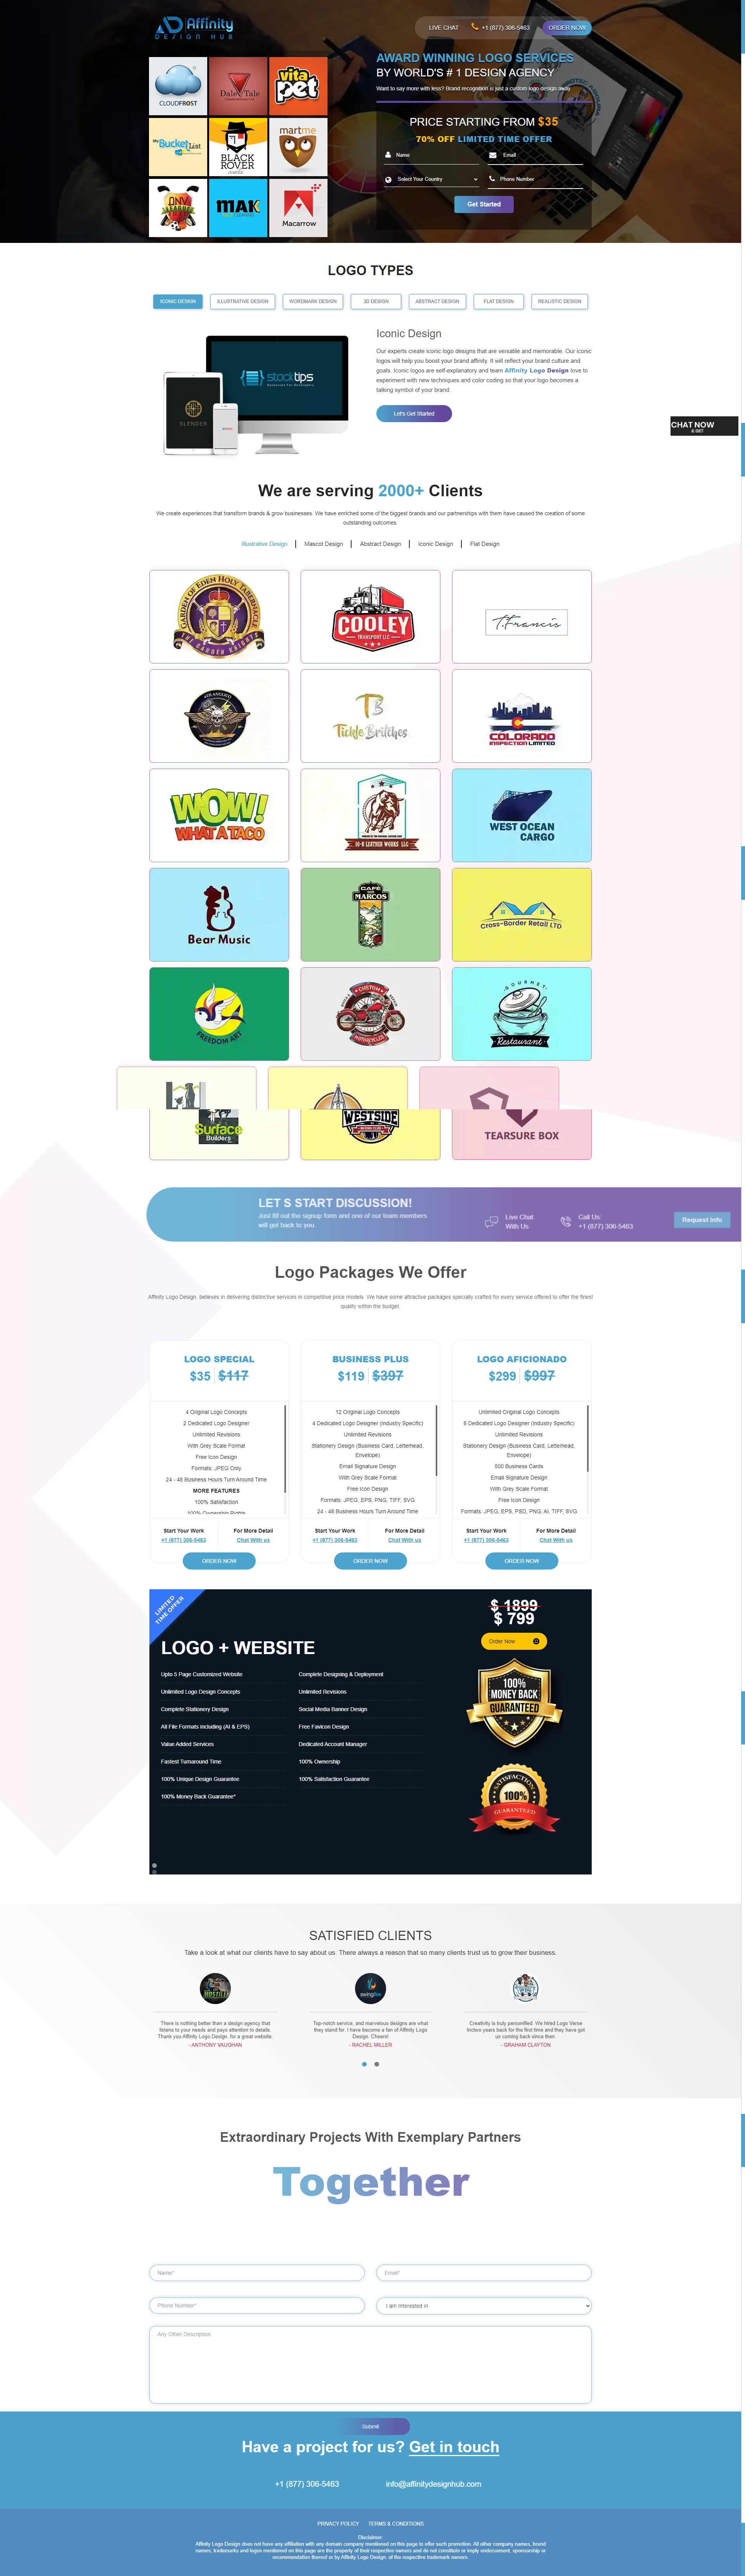 Affinity
DESIGN HUB
LIVE CHAT
+1 (877) 306-5463
ORDER NOW
AWARD WINNING LOGO SERVICES
BY WORLD'S # 1 DESIGN AGENCY
Want to say more with less? Brand recognition is just a custom logo design away.
PRICE STARTING FROM $35
70% OFF LIMITED TIME OFFER
Name
Email
Select Your Country
Phone Number
Get Started
CLOUDFROST
Dale Tale
vita pet
My Bucket List
BLACK ROVER
media
martme
MAK
Macarrow
LOGO TYPES
ICONIC DESIGN
ILLUSTRATIVE DESIGN
WORDMARK DESIGN
3D DESIGN
ABSTRACT DESIGN
FLAT DESIGN
REALISTIC DESIGN
stacktips
SLENDER
Iconic Design
Our experts create iconic logo designs that are versatile and memorable. Our iconic
logos will help you boost your brand affinity. It will reflect your brand culture and
goals. Iconic logos are self-explanatory and team Affinity Logo Design love to
experiment with new techniques and color coding so that your logo becomes a
talking symbol of your brand.
Let's Get Started
CHAT NOW
& GET
We are serving 2000+ Clients
We create experiences that transform brands & grow businesses. We have enriched some of the biggest brands and our partnerships with them have caused the creation of some
outstanding outcomes.
Illustrative Design
Mascot Design
Abstract Design
Iconic Design
Flat Design
GARDEN OF EDEN HOLY TABERNACLE
THE GARDEN KNIGHTS
COOLEY
TRANSPORT LLC
T.Francis
TB
Tickle Britches
COLORADO
INSPECTION LIMITED
WOW!
WHAT A TACO
10-8 LEATHER WORKS LLC
WEST OCEAN
CARGO
Bear Music
CAFÉ
MARCOS
Cross-Border Retail LTD
FREEDOM ART
CUSTOM
MOTORCYCLES
GOURMET
Restaurant
Surface
Builders
WESTSIDE
TEARSURE BOX
LET S START DISCUSSION!
Just fill out the signup form and one of our team members
will get back to you.
Live Chat
With Us
Call Us:
+1 (877) 306-5463
Request Info
Logo Packages We Offer
Affinity Logo Design. believes in delivering distinctive services in competitive price models. We have some attractive packages specially crafted for every service offered to offer the finest
quality within the budget.
LOGO SPECIAL
$35 $117
4 Original Logo Concepts
2 Dedicated Logo Designer
Unlimited Revisions
With Grey Scale Format
Free Icon Design
Formats: JPEG Only
24 - 48 Business Hours Turn Around Time
MORE FEATURES
100% Satisfaction
100% Ownership Rights
Start Your Work
+1 (877) 306-5463
For More Detail
Chat With us
ORDER NOW
BUSINESS PLUS
$119 $397
12 Original Logo Concepts
4 Dedicated Logo Designer (Industry Specific)
Unlimited Revisions
Stationery Design (Business Card, Letterhead,
Envelope)
Email Signature Design
With Grey Scale Format
Free Icon Design
Formats: JPEG, EPS, PNG, TIFF, SVG
24 - 48 Business Hours Turn Around Time
Start Your Work
+1 (877) 306-5463
For More Detail
Chat With us
ORDER NOW
LOGO AFICIONADO
$299 $997
Unlimited Original Logo Concepts
8 Dedicated Logo Designer (Industry Specific)
Unlimited Revisions
Stationery Design (Business Card, Letterhead,
Envelope)
500 Business Cards
Email Signature Design
With Grey Scale Format
Free Icon Design
Formats: JPEG, EPS, PSD, PNG, AI, TIFF, SVG
Start Your Work
+1 (877) 306-5463
For More Detail
Chat With us
ORDER NOW
LIMITED
TIME OFFER
LOGO + WEBSITE
Upto 5 Page Customized Website
Complete Designing & Deployment
Unlimited Logo Design Concepts
Unlimited Revisions
Complete Stationery Design
Social Media Banner Design
All File Formats including (AI & EPS)
Free Favicon Design
Value Added Services
Dedicated Account Manager
Fastest Turnaround Time
100% Ownership
100% Unique Design Guarantee
100% Satisfaction Guarantee
100% Money Back Guarantee*
$ 1899
$ 799
Order Now
100%
MONEY BACK
GUARANTEED
SATISFACTION
100%
GUARANTEED
SATISFIED CLIENTS
Take a look at what our clients have to say about us. There always a reason that so many clients trust us to grow their business.
HOSTILE
swingfire
There is nothing better than a design agency that
listens to your needs and pays attention to details.
Thank you Affinity Logo Design. for a great website.
- ANTHONY VAUGHAN
Top-notch service, and marvelous designs are what
they stand for. I have become a fan of Affinity Logo
Design. Cheers!
- RACHEL MILLER
Creativity is truly personified. We hired Logo Verse
Inctwo years back for the first time and they have got
us coming back since then.
- GRAHAM CLAYTON
Extraordinary Projects With Exemplary Partners
Together
Name*
Email*
Phone Number*
I am Interested in
Any Other Description
Submit
Have a project for us? Get in touch
+1 (877) 306-5463
info@affinitydesignhub.com
PRIVACY POLICY
TERMS & CONDITIONS
Disclaimer:
Affinity Logo Design does not have any affiliation with any domain company mentioned on this page to offer such promotion. All other company names, brand
names, trademarks and logos mentioned on this page are the property of their respective owners and do not constitute or imply endorsement, sponsorship or
recommendation thereof or by Affinity Logo Design. of the respective trademark owners.